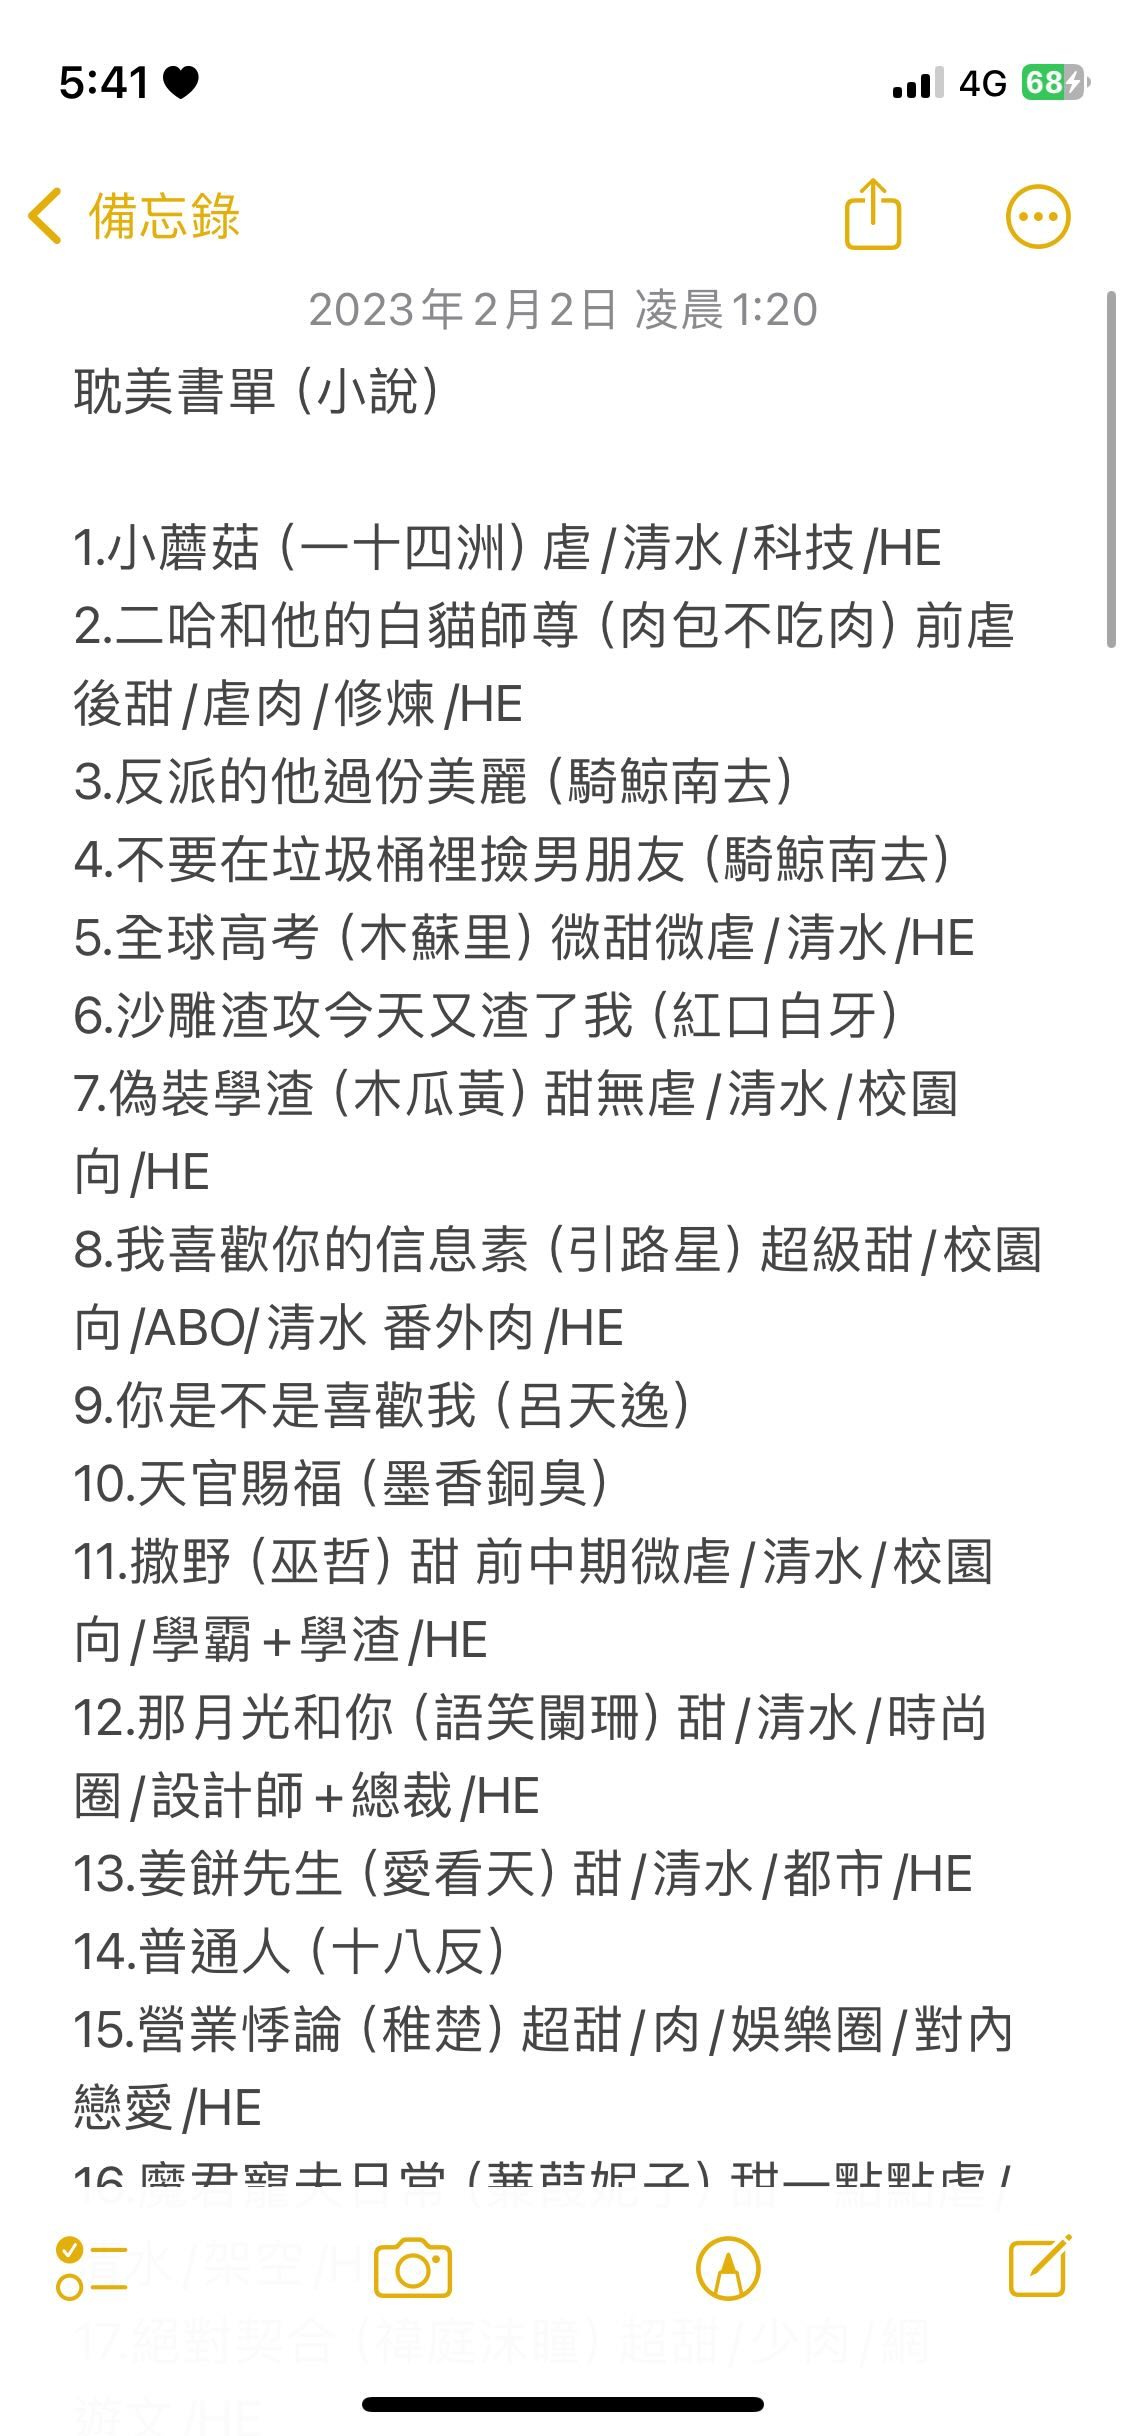 5:41
4G
68
備忘錄
2023年2月2日 凌晨1:20
耽美書單（小說）
1.小蘑菇（一十四洲）虐/清水/科技/HE
2.二哈和他的白貓師尊（肉包不吃肉）前虐
後甜/虐肉/修煉/HE
3.反派的他過份美麗（騎鯨南去）
4.不要在垃圾桶裡撿男朋友（騎鯨南去）
5.全球高考（木蘇里）微甜微虐/清水/HE
6.沙雕渣攻今天又渣了我（紅口白牙）
7.偽裝學渣（木瓜黃）甜無虐/清水/校園
向/HE
8.我喜歡你的信息素（引路星）超級甜/校園
向/ABO/清水 番外肉/HE
9.你是不是喜歡我（呂天逸）
10.天官賜福（墨香銅臭）
11.撒野（巫哲）甜 前中期微虐/清水/校園
向/學霸+學渣/HE
12.那月光和你（語笑闌珊）甜/清水/時尚
圈/設計師+總裁/HE
13.姜餅先生（愛看天）甜/清水/都市/HE
14.普通人（十八反）
15.營業悸論（稚楚）超甜/肉/娛樂圈/對內
戀愛/HE
16.魔君寵夫日常（葉葭妮子）甜一點點虐/
清水/架空/H
17.絕對契合（禕庭沫瞳）超甜/少肉/網
遊文/HE